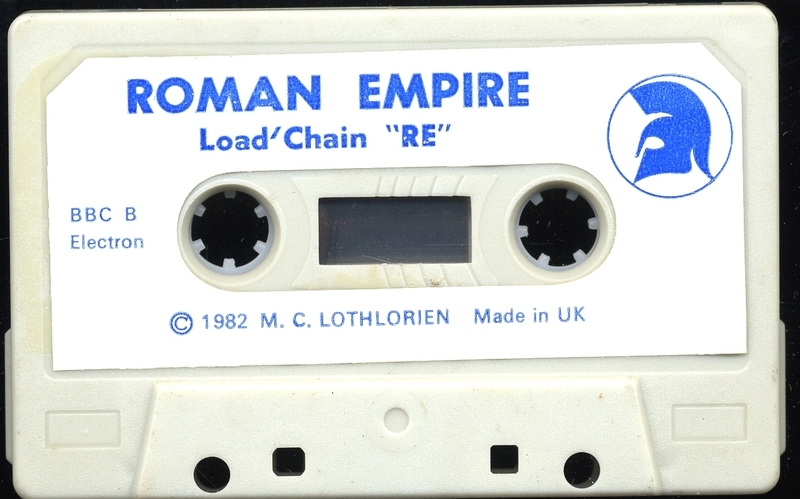 ROMAN EMPIRE
Load/Chain "RE"
BBC B
Electron
© 1982 M. C. LOTHLORIEN Made in UK